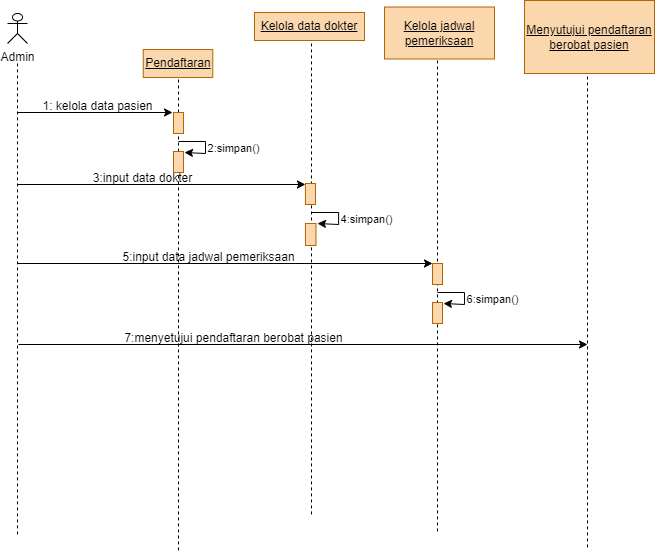 Admin
Pendaftaran
Kelola data dokter
Kelola jadwal
pemeriksaan
Menyutujui pendaftaran
berobat pasien
1: kelola data pasien
2:simpan()
3:input data dokter
4:simpan()
5:input data jadwal pemeriksaan
6:simpan()
7:menyetujui pendaftaran berobat pasien